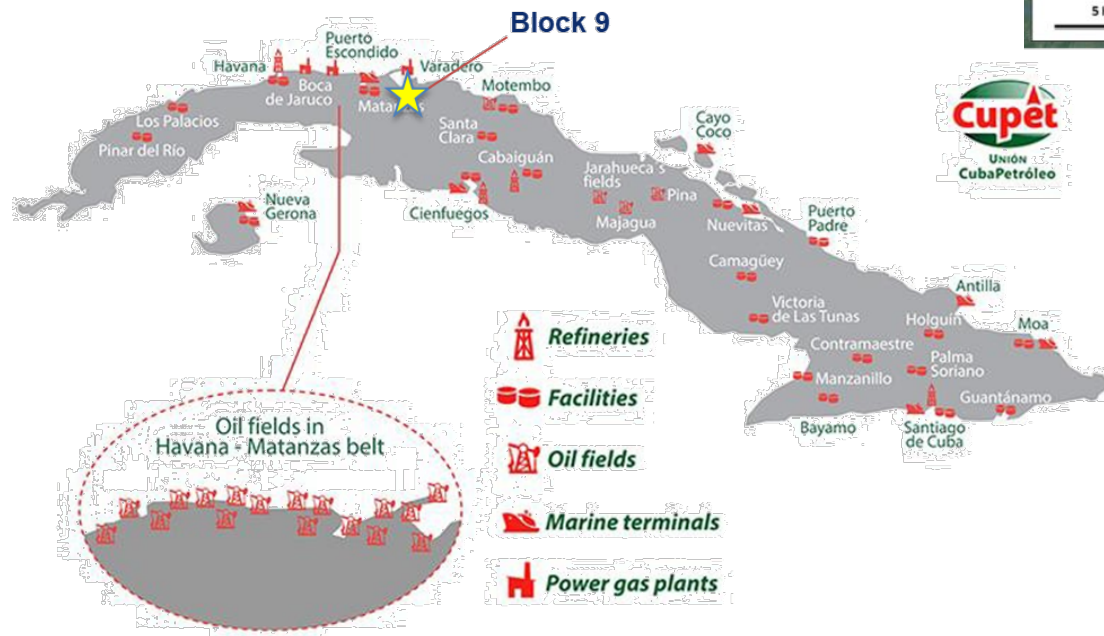 Block 9
5
Puerto
Escondido
Havana
Varadero
Boca
de Jaruco
Motembo
Los Palacios
Santa
Clara
Cayo
Coco
Cupet
UNIÓN
CUBAPETRÓLEO
Pinar del Río
Cabaiguán
Jarahueca´s
fields
Pina
Nueva
Gerona
Cienfuegos
Majagua
Nuevitas
Puerto
Padre
Camagüey
Antilla
Victoria
de Las Tunas
Holguín
Moa
Refineries
Contramaestre
Palma
Soriano
Facilities
Manzanillo
Guantánamo
Bayamo
Santiago
de Cuba
Oil fields in
Havana - Matanzas belt
Oil fields
Marine terminals
Power gas plants